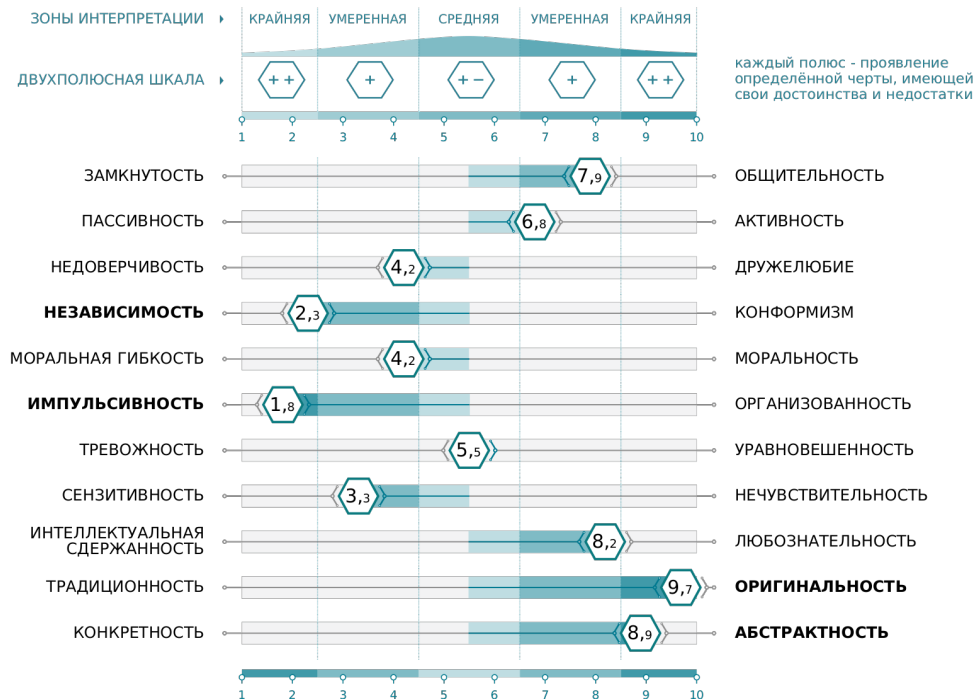 ЗОНЫ ИНТЕРПРЕТАЦИИ КРАЙНЯЯ УМЕРЕННАЯ СРЕДНЯЯ УМЕРЕННАЯ КРАЙНЯЯ
ДВУХПОЛЮСНАЯ ШКАЛА + + + + − + + +
каждый полюс - проявление
определённой черты, имеющей
свои достоинства и недостатки
1 2 3 4 5 6 7 8 9 10
ЗАМКНУТОСТЬ 7,9 ОБЩИТЕЛЬНОСТЬ
ПАССИВНОСТЬ 6,8 АКТИВНОСТЬ
НЕДОВЕРЧИВОСТЬ 4,2 ДРУЖЕЛЮБИЕ
НЕЗАВИСИМОСТЬ 2,3 КОНФОРМИЗМ
МОРАЛЬНАЯ ГИБКОСТЬ 4,2 МОРАЛЬНОСТЬ
ИМПУЛЬСИВНОСТЬ 1,8 ОРГАНИЗОВАННОСТЬ
ТРЕВОЖНОСТЬ 5,5 УРАВНОВЕШЕННОСТЬ
СЕНЗИТИВНОСТЬ 3,3 НЕЧУВСТВИТЕЛЬНОСТЬ
ИНТЕЛЛЕКТУАЛЬНАЯ
СДЕРЖАННОСТЬ 8,2 ЛЮБОЗНАТЕЛЬНОСТЬ
ТРАДИЦИОННОСТЬ 9,7 ОРИГИНАЛЬНОСТЬ
КОНКРЕТНОСТЬ 8,9 АБСТРАКТНОСТЬ
1 2 3 4 5 6 7 8 9 10